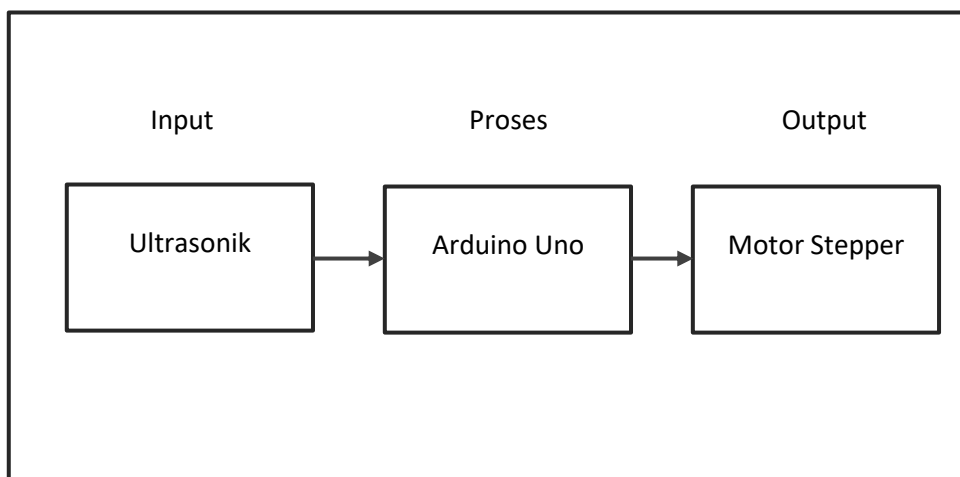 Input
Proses
Output
Ultrasonik
Arduino Uno
Motor Stepper